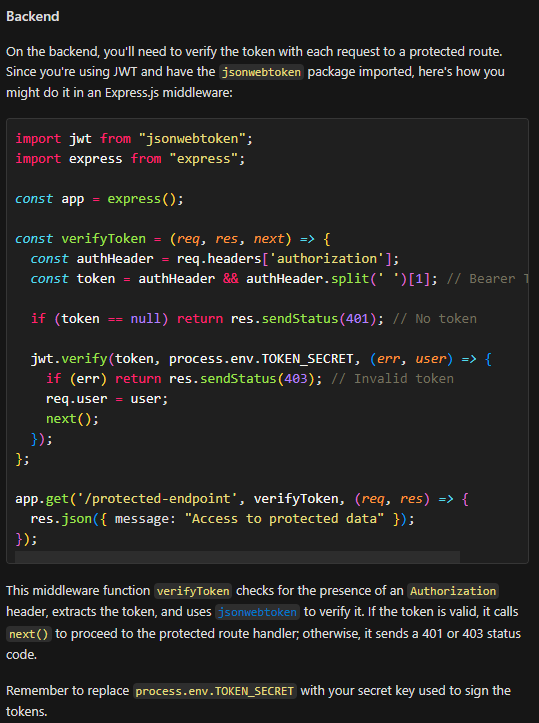 Backend
On the backend, you'll need to verify the token with each request to a protected route.
Since you're using JWT and have the jsonwebtoken package imported, here's how you
might do it in an Express.js middleware:
import jwt from "jsonwebtoken";
import express from "express";
const app = express();
const verifyToken = (req, res, next) => {
  const authHeader = req.headers['authorization'];
  const token = authHeader && authHeader.split(' ')[1]; // Bearer
  if (token == null) return res.sendStatus(401); // No token
  jwt.verify(token, process.env.TOKEN_SECRET, (err, user) => {
    if (err) return res.sendStatus(403); // Invalid token
    req.user = user;
    next();
  });
};
app.get('/protected-endpoint', verifyToken, (req, res) => {
  res.json({ message: "Access to protected data" });
});
This middleware function verifyToken checks for the presence of an Authorization
header, extracts the token, and uses jsonwebtoken to verify it. If the token is valid, it calls
next() to proceed to the protected route handler; otherwise, it sends a 401 or 403 status
code.
Remember to replace process.env.TOKEN_SECRET with your secret key used to sign the
tokens.